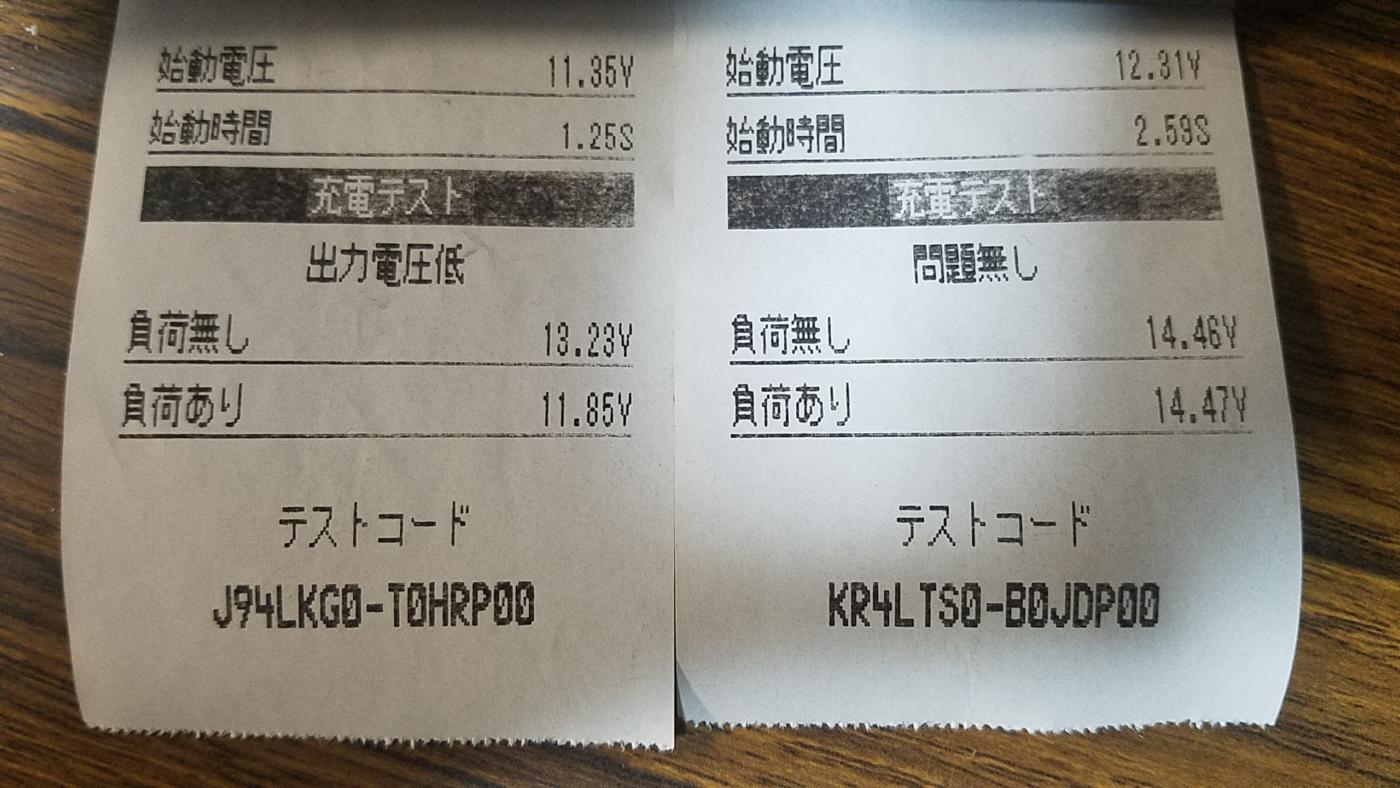 始動電圧 11.35V
始動時間 1.25S
充電テスト
出力電圧低
負荷無し 13.23V
負荷あり 11.85V
テストコード
J94LKG0-T0HRP00
始動電圧 12.31V
始動時間 2.59S
充電テスト
問題無し
負荷無し 14.46V
負荷あり 14.47V
テストコード
KR4LTS0-B0JDP00